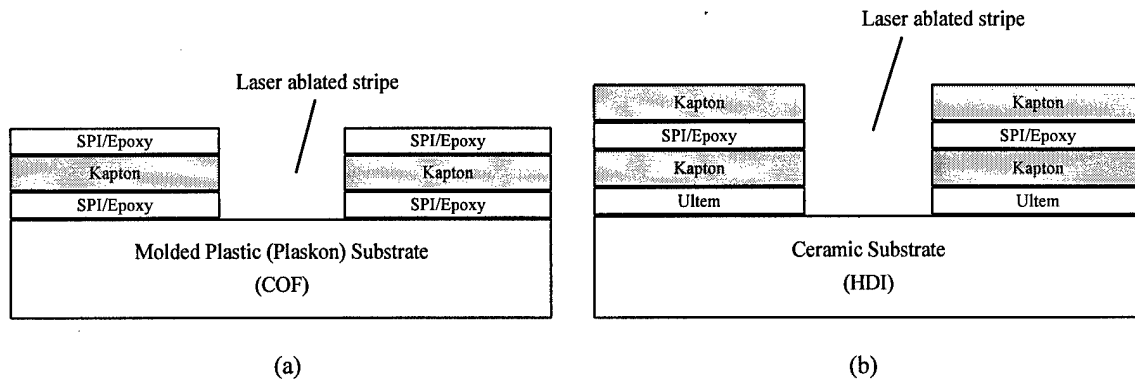 Laser ablated stripe
SPI/Epoxy
SPI/Epoxy
Kapton
Kapton
SPI/Epoxy
SPI/Epoxy
Molded Plastic (Plaskon) Substrate
(COF)
(a)
Laser ablated stripe
Kapton
Kapton
SPI/Epoxy
SPI/Epoxy
Kapton
Kapton
Ultem
Ultem
Ceramic Substrate
(HDI)
(b)